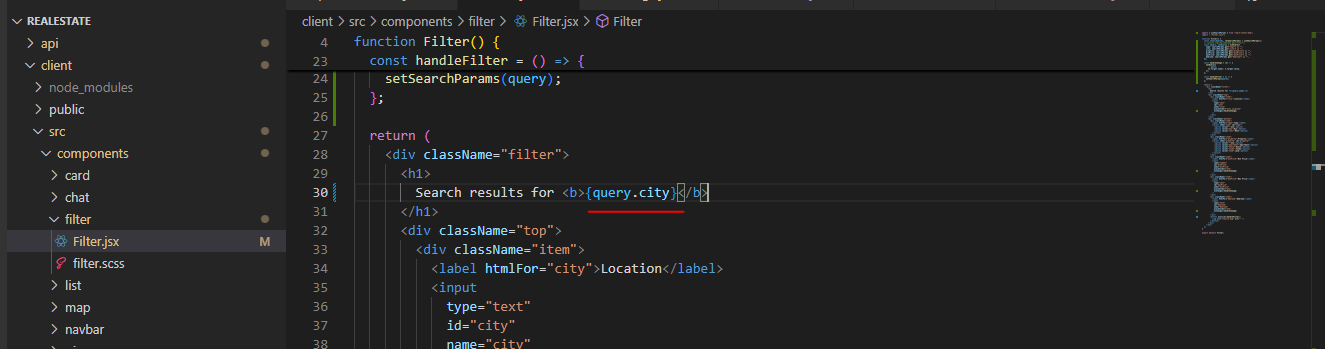 REALESTATE
api
client
node_modules
public
src
components
card
chat
filter
Filter.jsx M
filter.scss
list
map
navbar
client > src > components > filter > Filter.jsx > Filter
4 function Filter() {
23 const handleFilter = () => {
24 setSearchParams(query);
25 };
26
27 return (
28 <div className="filter">
29 <h1>
30 Search results for <b>{query.city}</b>
31 </h1>
32 <div className="top">
33 <div className="item">
34 <label htmlFor="city">Location</label>
35 <input
36 type="text"
37 id="city"
38 name="city"